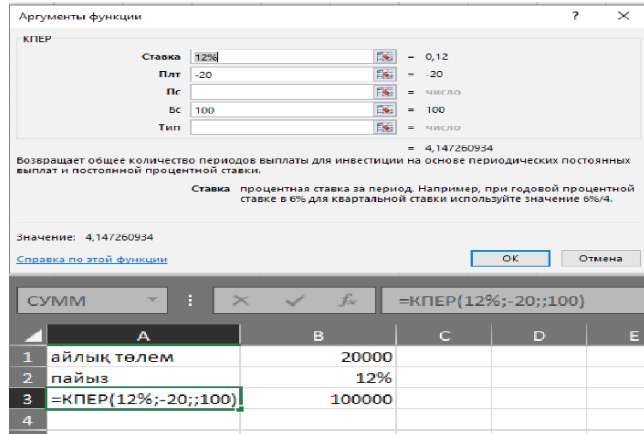 Аргументы функции ? ×
КПЕР
Ставка 12% = 0,12
Плт -20 = -20
Пс = число
Бс 100 = 100
Тип = число
= 4,147260934
Возвращает общее количество периодов выплаты для инвестиции на основе периодических постоянных
выплат и постоянной процентной ставки.
Ставка процентная ставка за период. Например, при годовой процентной
ставке в 6% для квартальной ставки используйте значение 6%/4.
Значение: 4,147260934
Справка по этой функции ОК Отмена
СУММ fx =КПЕР(12%;-20;;100)
A B C D E
1 айлық төлем 20000
2 пайыз 12%
3 =КПЕР(12%;-20;;100) 100000
4